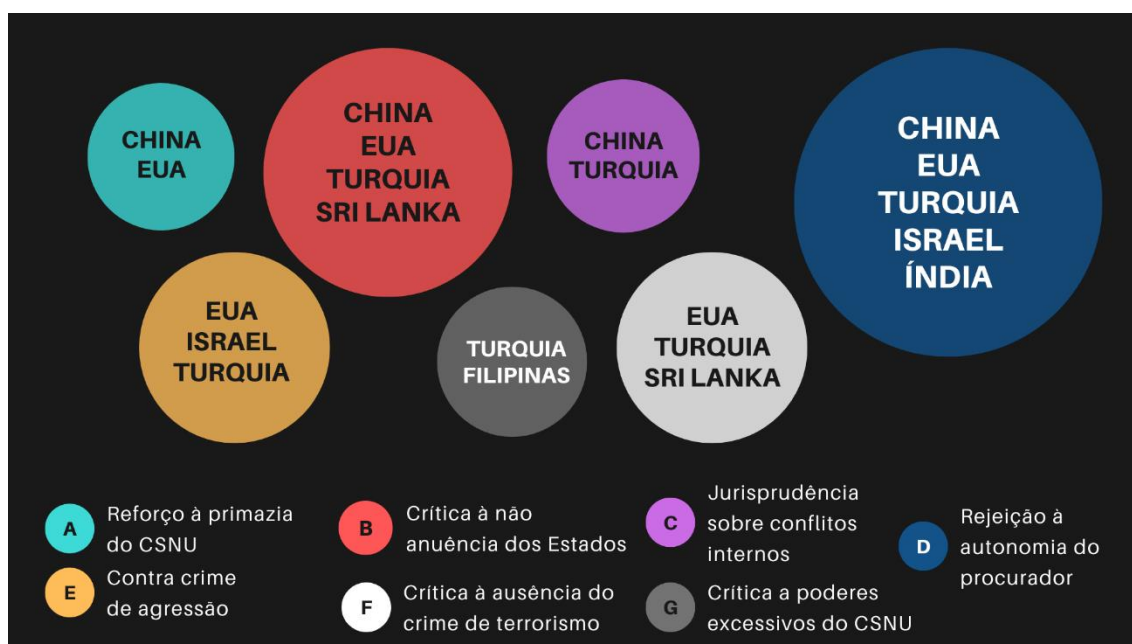 CHINA
EUA
CHINA
EUA
TURQUIA
SRI LANKA
CHINA
TURQUIA
CHINA
EUA
TURQUIA
ISRAEL
ÍNDIA
EUA
ISRAEL
TURQUIA
TURQUIA
FILIPINAS
EUA
TURQUIA
SRI LANKA
A
Reforço à primazia
do CSNU
B
Crítica à não
anuência dos Estados
C
Jurisprudência
sobre conflitos
internos
D
Rejeição à
autonomia do
procurador
E
Contra crime
de agressão
F
Crítica à ausência do
crime de terrorismo
G
Crítica a poderes
excessivos do CSNU